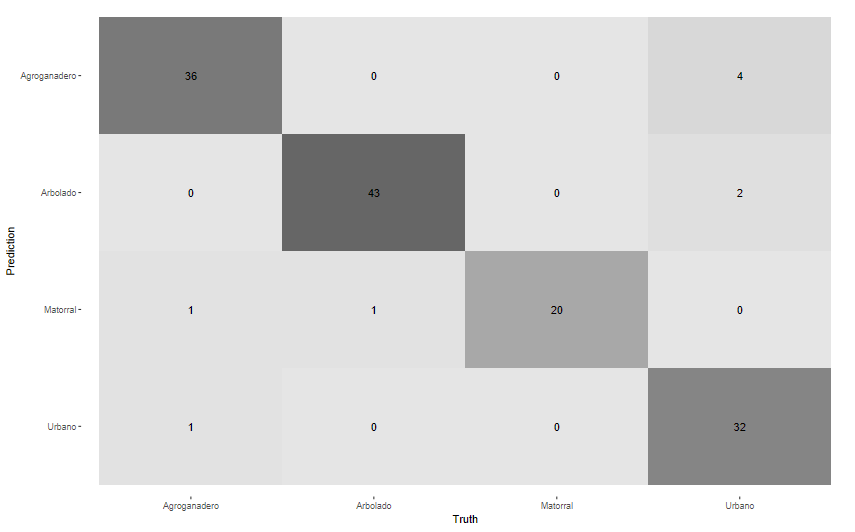 Agroganadero 36 0 0 4
Arbolado 0 43 0 2
Prediction
Matorral 1 1 20 0
Urbano 1 0 0 32
Agroganadero Arbolado Matorral Urbano
Truth